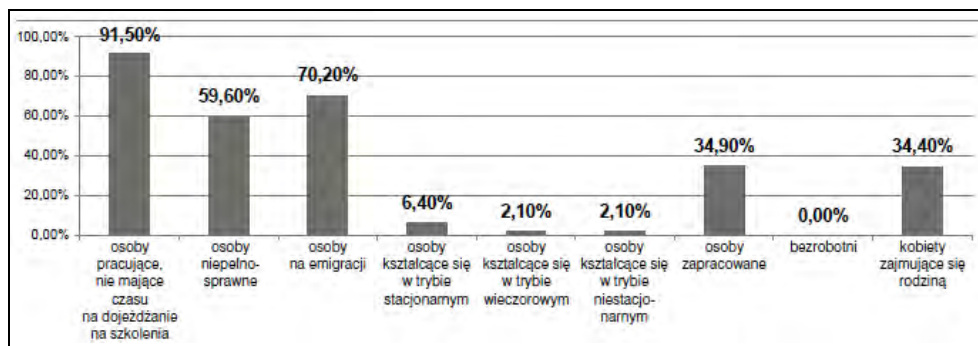 100,00%
80,00%
60,00%
40,00%
20,00%
0,00%
91,50%
59,60%
70,20%
6,40%
2,10%
2,10%
34,90%
0,00%
34,40%
osoby
pracujące,
nie mające
czasu
na dojeżdżanie
na szkolenia
osoby
niepełno-
sprawne
osoby
na emigracji
osoby
kształcące się
w trybie
stacjonarnym
osoby
kształcące się
w trybie
wieczorowym
osoby
kształcące się
w trybie
niestacjo-
narnym
osoby
zapracowane
bezrobotni
kobiety
zajmujące się
rodziną